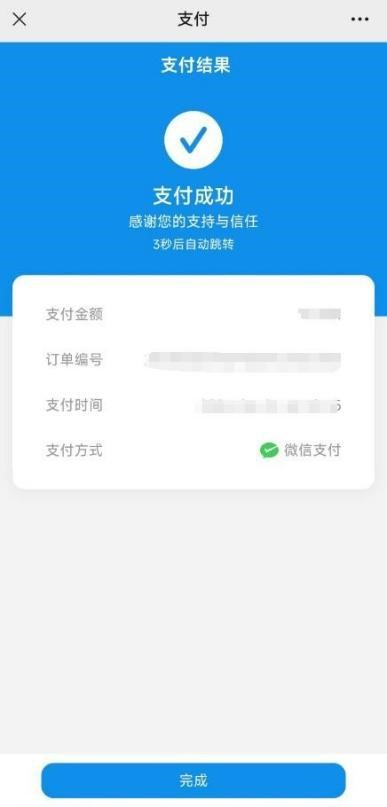 支付
支付结果
支付成功
感谢您的支持与信任
3秒后自动跳转
支付金额
订单编号
支付时间
支付方式 微信支付
完成